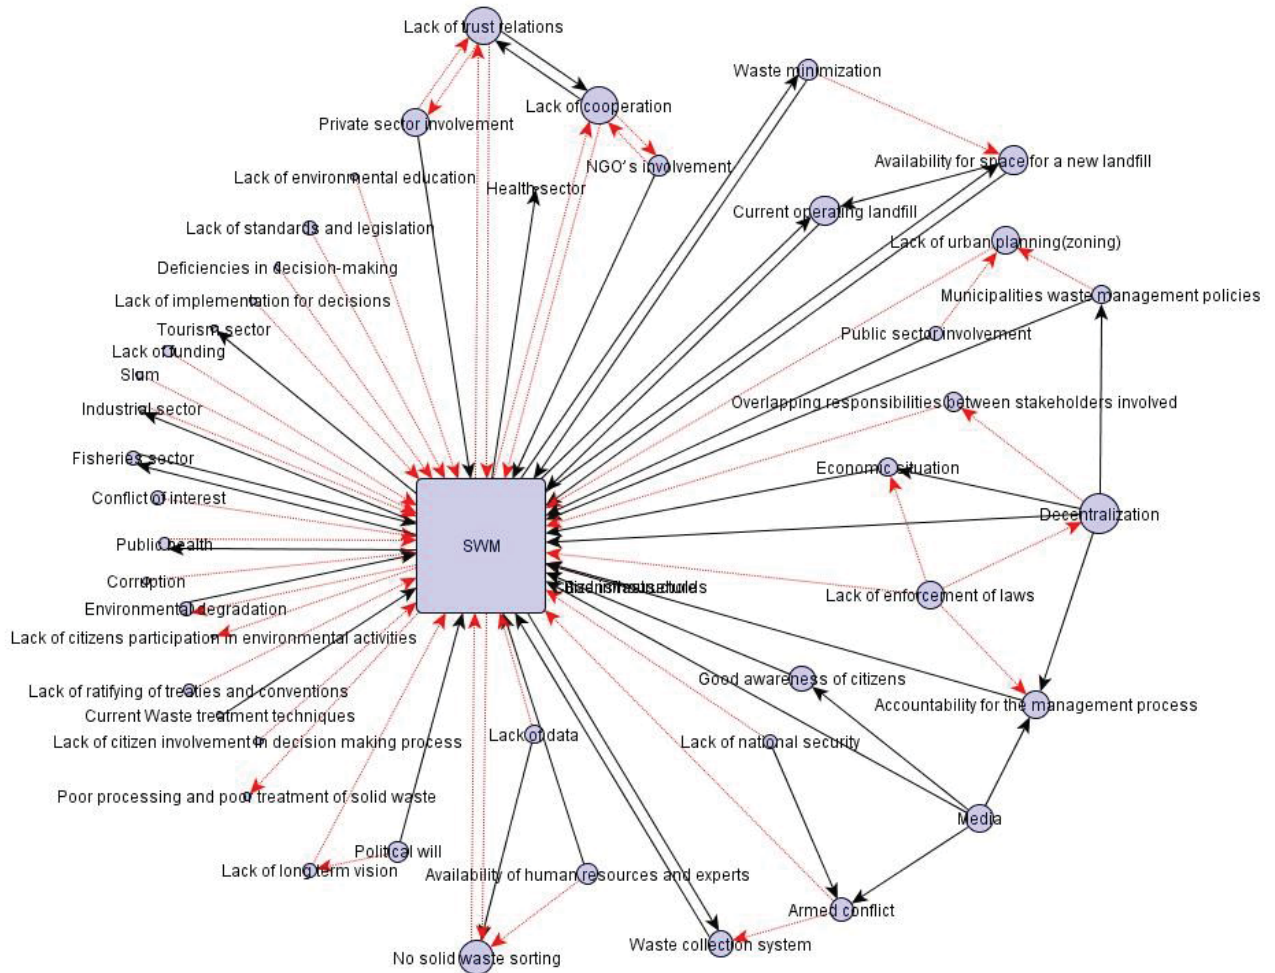 Lack of trust relations
Waste minimization
Lack of cooperation
Private sector involvement
Availability for space for a new landfill
NGO's involvement
Lack of environmental education
Health sector
Current operating landfill
Lack of standards and legislation
Lack of urban planning(zoning)
Deficiencies in decision-making
Municipalities waste management policies
Lack of implementation for decisions
Tourism sector
Public sector involvement
Lack of funding
Slum
Overlapping responsibilities between stakeholders involved
Industrial sector
Fisheries sector
Economic situation
Conflict of interest
Decentralization
Public health
SWM
Corruption
Lack of enforcement of laws
Environmental degradation
Lack of citizens participation in environmental activities
Good awareness of citizens
Lack of ratifying of treaties and conventions
Accountability for the management process
Current Waste treatment techniques
Lack of data
Lack of national security
Lack of citizen involvement in decision making process
Poor processing and poor treatment of solid waste
Media
Political will
Lack of long term vision
Availability of human resources and experts
Armed conflict
Waste collection system
No solid waste sorting